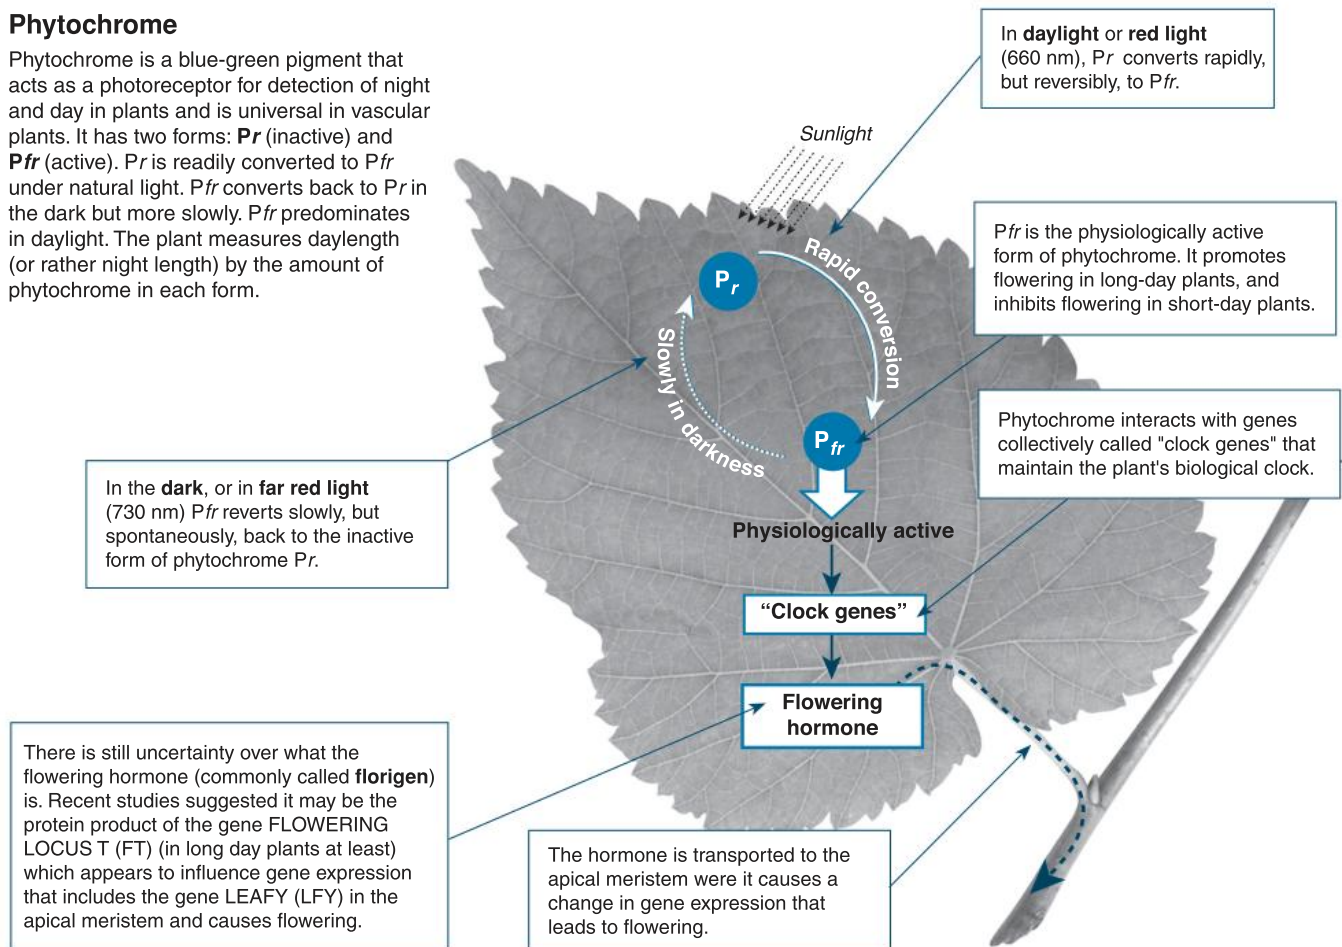 Phytochrome
Phytochrome is a blue-green pigment that
acts as a photoreceptor for detection of night
and day in plants and is universal in vascular
plants. It has two forms: Pr (inactive) and
Pfr (active). Pr is readily converted to Pfr
under natural light. Pfr converts back to Pr in
the dark but more slowly. Pfr predominates
in daylight. The plant measures daylength
(or rather night length) by the amount of
phytochrome in each form.
In daylight or red light
(660 nm), Pr converts rapidly,
but reversibly, to Pfr.
Sunlight
Pfr is the physiologically active
form of phytochrome. It promotes
flowering in long-day plants, and
inhibits flowering in short-day plants.
Pr
Rapid conversion
Slowly in darkness
Pfr
Phytochrome interacts with genes
collectively called "clock genes" that
maintain the plant's biological clock.
In the dark, or in far red light
(730 nm) Pfr reverts slowly, but
spontaneously, back to the inactive
form of phytochrome Pr.
Physiologically active
“Clock genes”
Flowering
hormone
There is still uncertainty over what the
flowering hormone (commonly called florigen)
is. Recent studies suggested it may be the
protein product of the gene FLOWERING
LOCUS T (FT) (in long day plants at least)
which appears to influence gene expression
that includes the gene LEAFY (LFY) in the
apical meristem and causes flowering.
The hormone is transported to the
apical meristem were it causes a
change in gene expression that
leads to flowering.